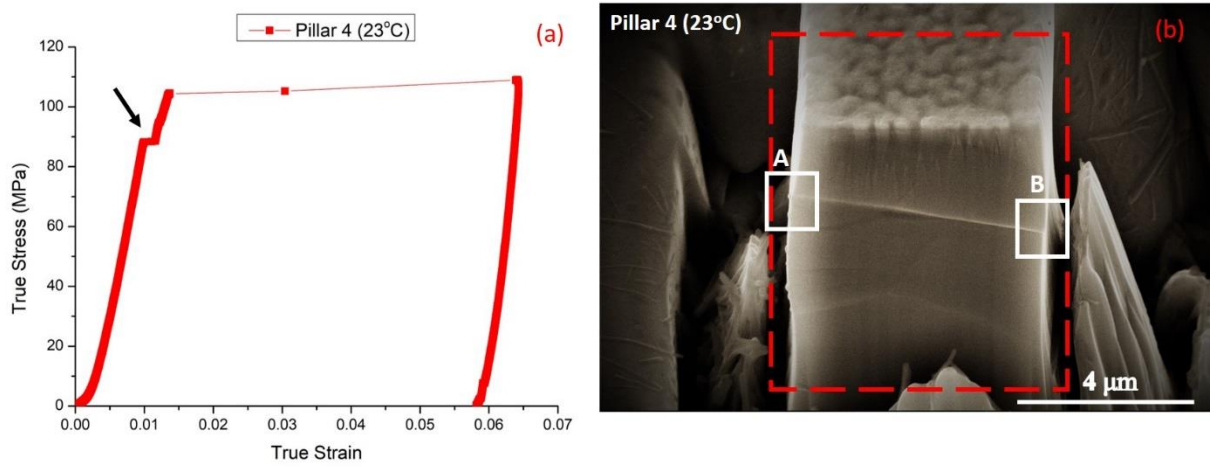 Pillar 4 (23°C)
(a)
120
100
80
60
40
20
0
True Stress (MPa)
0.00 0.01 0.02 0.03 0.04 0.05 0.06 0.07
True Strain
Pillar 4 (23°C)
(b)
A
B
4 μm